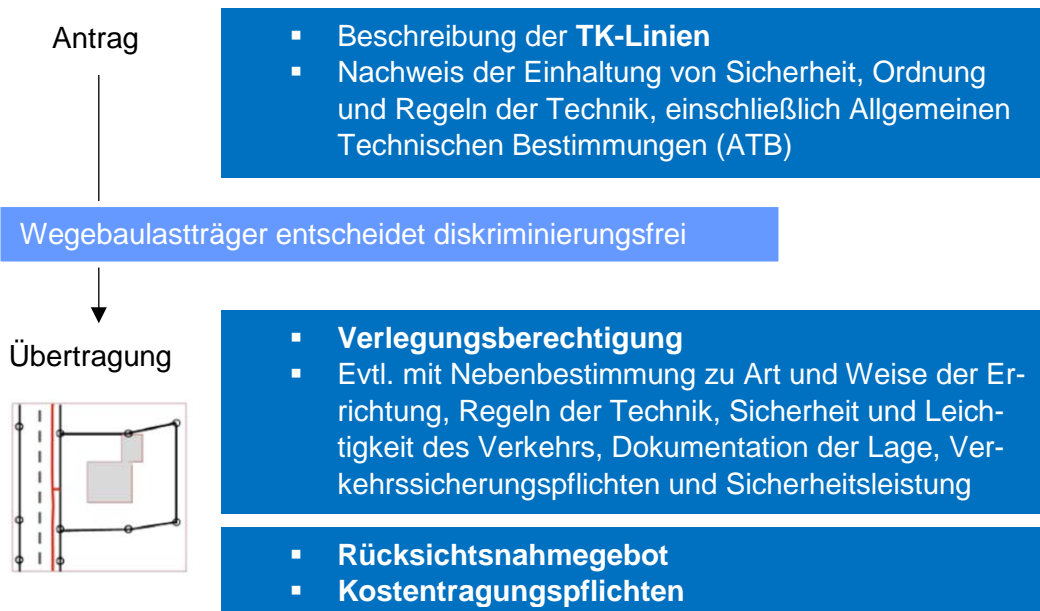 Antrag
▪ Beschreibung der TK-Linien
▪ Nachweis der Einhaltung von Sicherheit, Ordnung
und Regeln der Technik, einschließlich Allgemeinen
Technischen Bestimmungen (ATB)
Wegebaulastträger entscheidet diskriminierungsfrei
Übertragung
▪ Verlegungsberechtigung
▪ Evtl. mit Nebenbestimmung zu Art und Weise der Er-
richtung, Regeln der Technik, Sicherheit und Leich-
tigkeit des Verkehrs, Dokumentation der Lage, Ver-
kehrssicherungspflichten und Sicherheitsleistung
▪ Rücksichtsnahmegebot
▪ Kostentragungspflichten